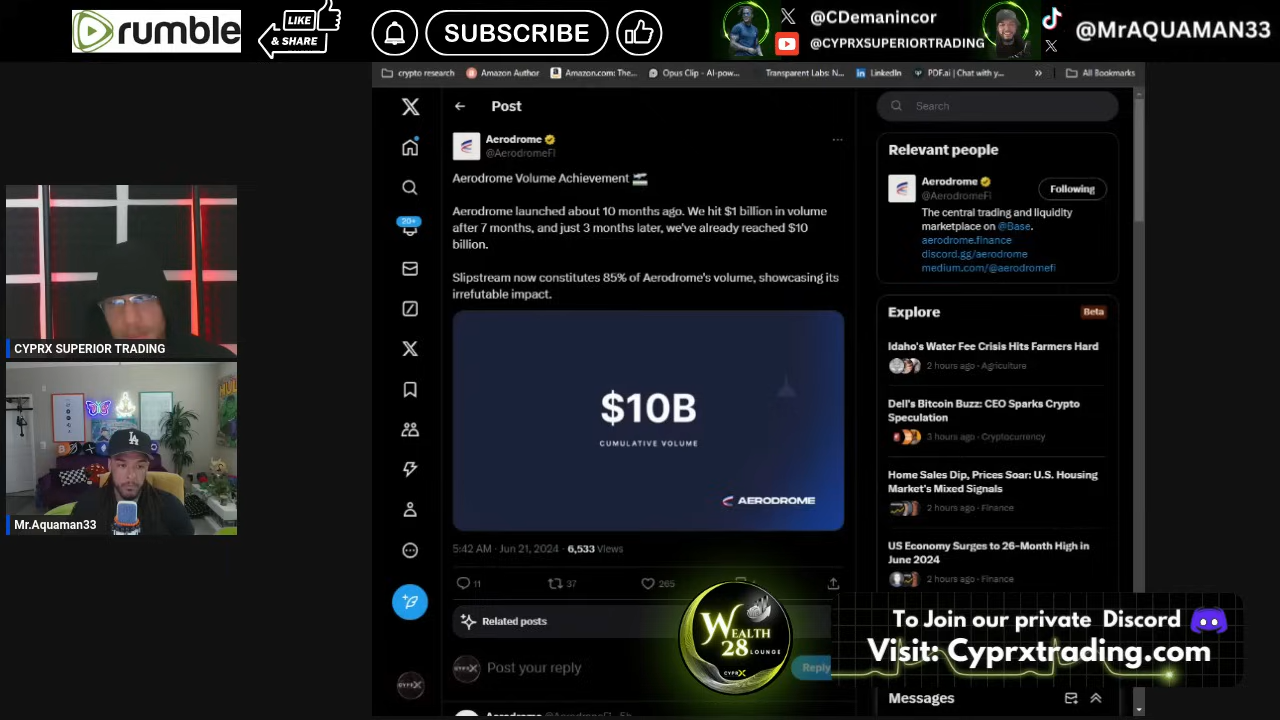 rumble
LIKE
& SHARE
SUBSCRIBE
@CDemanincor
@CYPRXSUPERIORTRADING
@MrAQUAMAN33
crypto research
Amazon Author
Amazon.com: The...
Opus Clip - AI-pow...
Transparent Labs: N...
LinkedIn
PDF.ai | Chat with y...
»
All Bookmarks
Post
Search
Aerodrome
@AerodromeFi
Aerodrome Volume Achievement
Aerodrome launched about 10 months ago. We hit $1 billion in volume
after 7 months, and just 3 months later, we've already reached $10
billion.
Slipstream now constitutes 85% of Aerodrome's volume, showcasing its
irrefutable impact.
$10B
CUMULATIVE VOLUME
AERODROME
5:42 AM · Jun 21, 2024 · 6,533 Views
11
37
265
Related posts
Post your reply
Reply
20+
Relevant people
Aerodrome
@AerodromeFi
Following
The central trading and liquidity
marketplace on @Base.
aerodrome.finance
discord.gg/aerodrome
medium.com/@aerodromefi
Explore
Beta
Idaho's Water Fee Crisis Hits Farmers Hard
2 hours ago · Agriculture
Dell's Bitcoin Buzz: CEO Sparks Crypto
Speculation
3 hours ago · Cryptocurrency
Home Sales Dip, Prices Soar: U.S. Housing
Market's Mixed Signals
2 hours ago · Finance
US Economy Surges to 26-Month High in
June 2024
2 hours ago · Finance
Messages
CYPRX SUPERIOR TRADING
LA
Mr.Aquaman33
WEALTH
28
LOUNGE
CYPRX
To Join our private Discord
Visit: Cyprxtrading.com